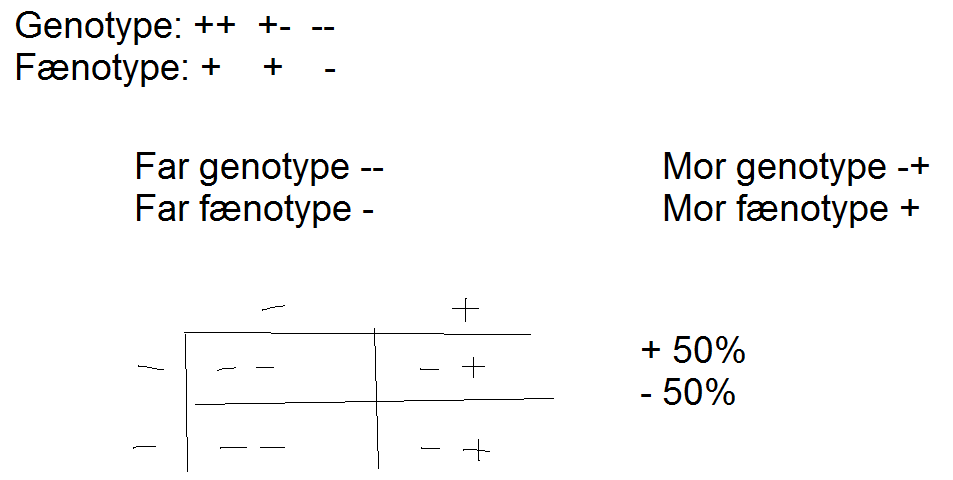 Genotype: ++ +- --
Fænotype: + + -
Far genotype --
Far fænotype -
Mor genotype -+
Mor fænotype +
- +
- -- -+
- -- -+
+ 50%
- 50%